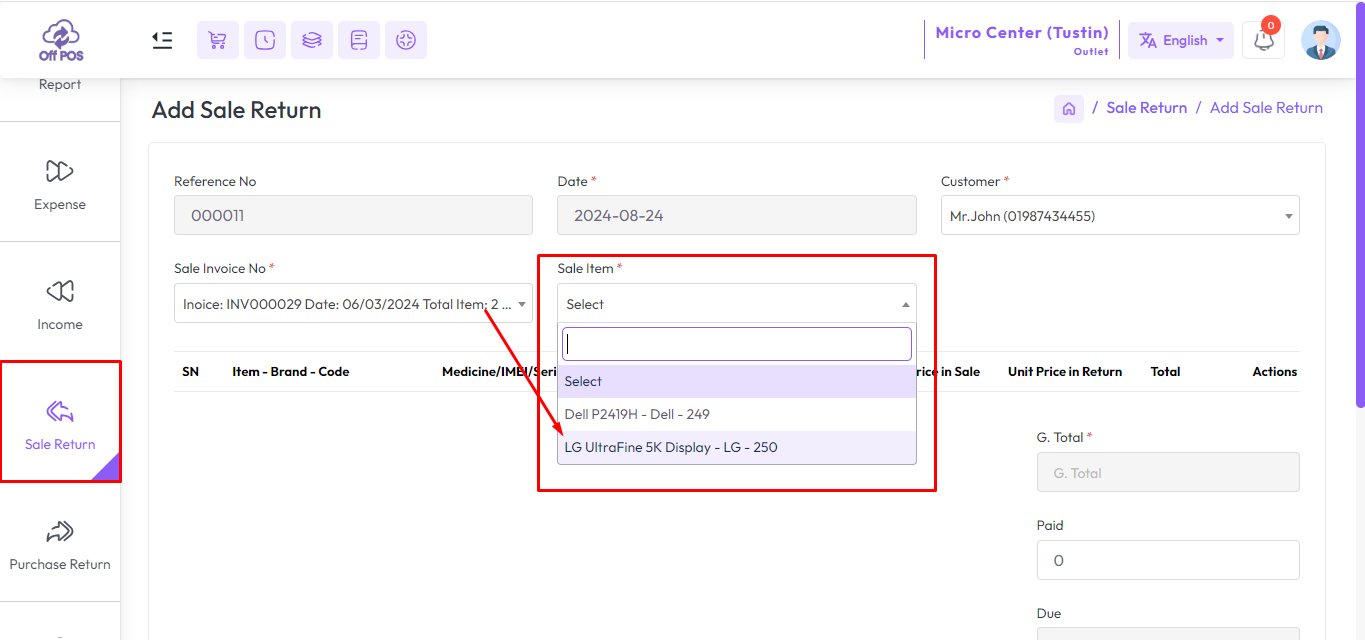 Off POS
Micro Center (Tustin)
Outlet
English
0
Report
Expense
Income
Sale Return
Purchase Return
Add Sale Return
/ Sale Return / Add Sale Return
Reference No
000011
Date *
2024-08-24
Customer *
Mr.John (01987434455)
Sale Invoice No *
Inoice: INV000029 Date: 06/03/2024 Total Item: 2 ...
Sale Item *
Select
Select
Dell P2419H - Dell - 249
LG UltraFine 5K Display - LG - 250
SN Item - Brand - Code Medicine/IMEI/Seri rice in Sale Unit Price in Return Total Actions
G. Total *
G. Total
Paid
0
Due